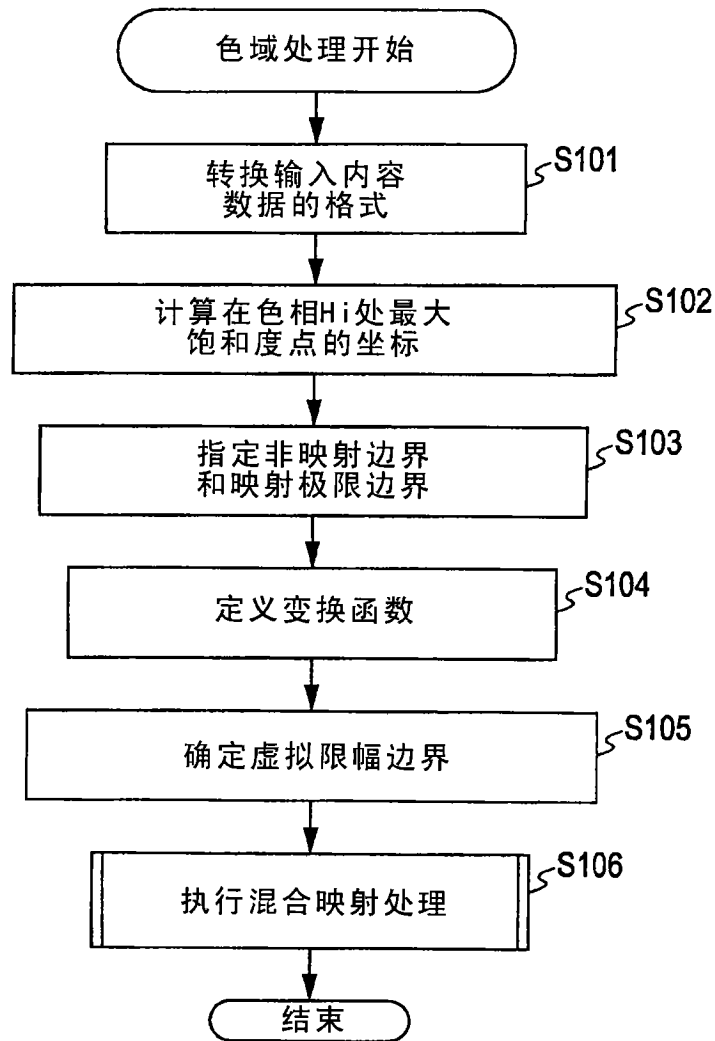 色域处理开始
转换输入内容
数据的格式
S101
计算在色相Hi处最大
饱和度点的坐标
S102
指定非映射边界
和映射极限边界
S103
定义变换函数
S104
确定虚拟限幅边界
S105
执行混合映射处理
S106
结束